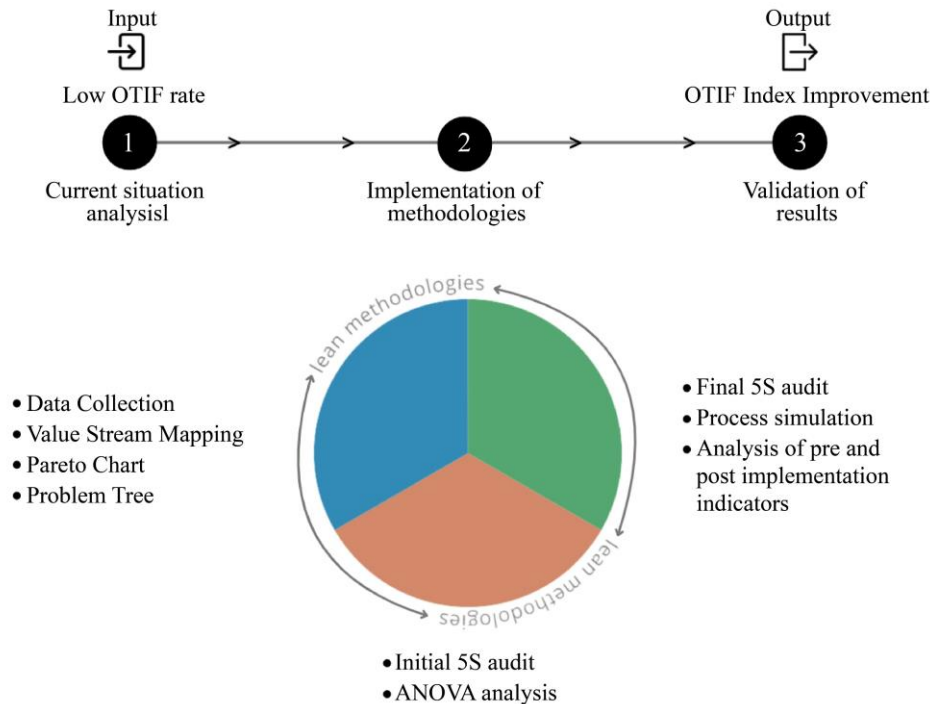 Input
Output
Low OTIF rate
OTIF Index Improvement
1
2
3
Current situation
analysisl
Implementation of
methodologies
Validation of
results
lean methodologies
lean methodologies
• Data Collection
• Value Stream Mapping
• Pareto Chart
• Problem Tree
• Final 5S audit
• Process simulation
• Analysis of pre and
post implementation
indicators
• Initial 5S audit
• ANOVA analysis